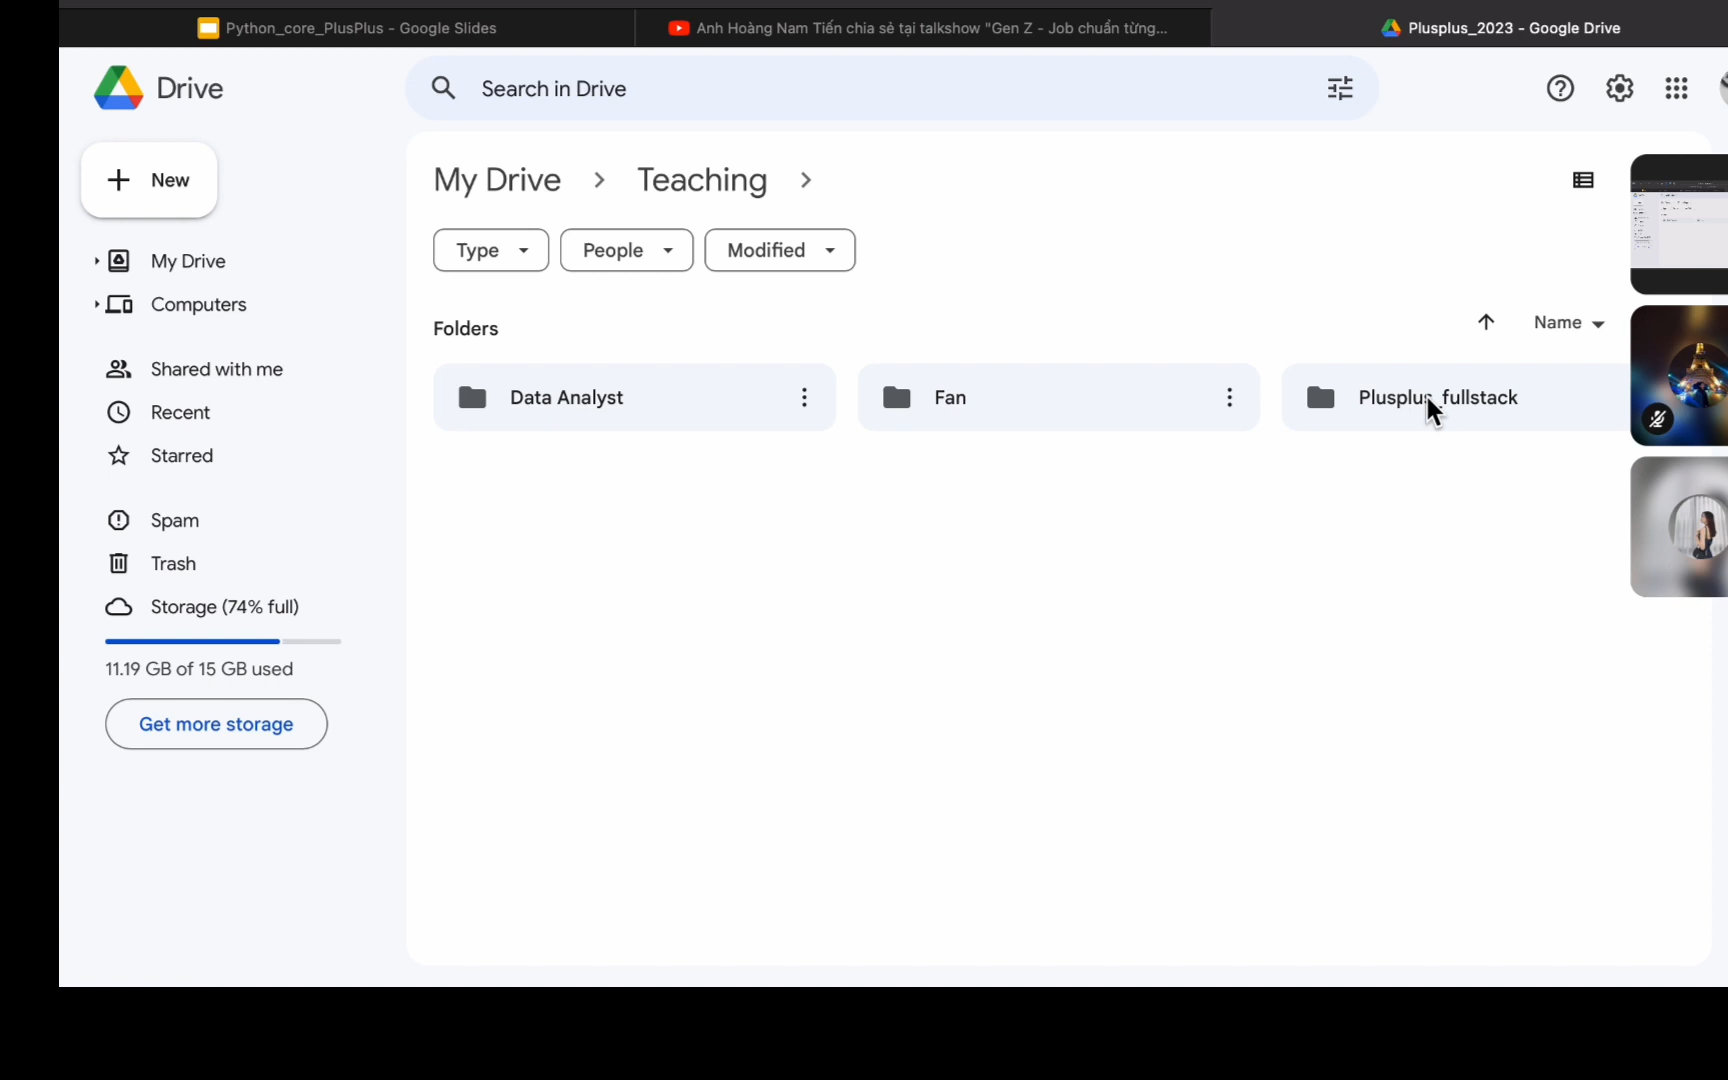 Python_core_PlusPlus - Google Slides
Anh Hoàng Nam Tiến chia sẻ tại talkshow "Gen Z - Job chuẩn từng...
Plusplus_2023 - Google Drive
Drive
Search in Drive
New
My Drive
Computers
Shared with me
Recent
Starred
Spam
Trash
Storage (74% full)
11.19 GB of 15 GB used
Get more storage
My Drive > Teaching >
Type
People
Modified
Folders
Name
Data Analyst
Fan
Plusplus_fullstack